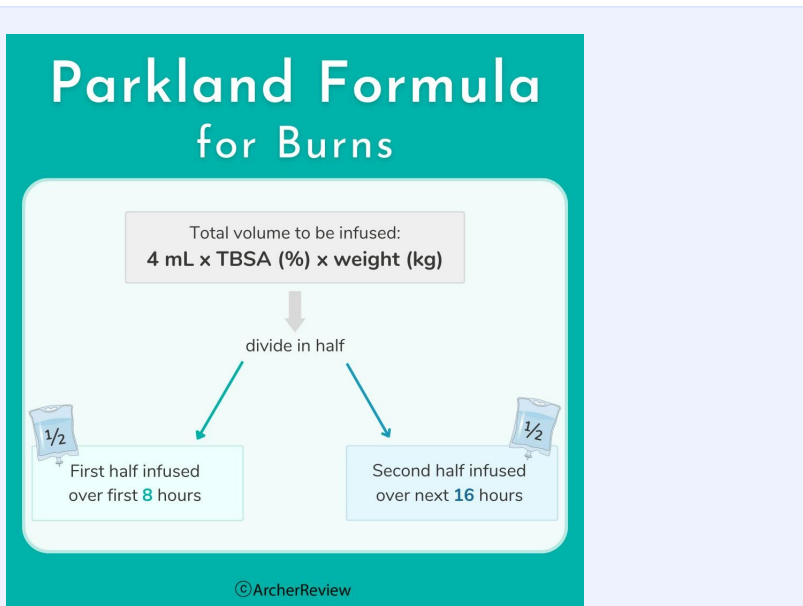 Parkland Formula
for Burns
Total volume to be infused:
4 mL x TBSA (%) x weight (kg)
divide in half
½
½
First half infused
over first 8 hours
Second half infused
over next 16 hours
©ArcherReview